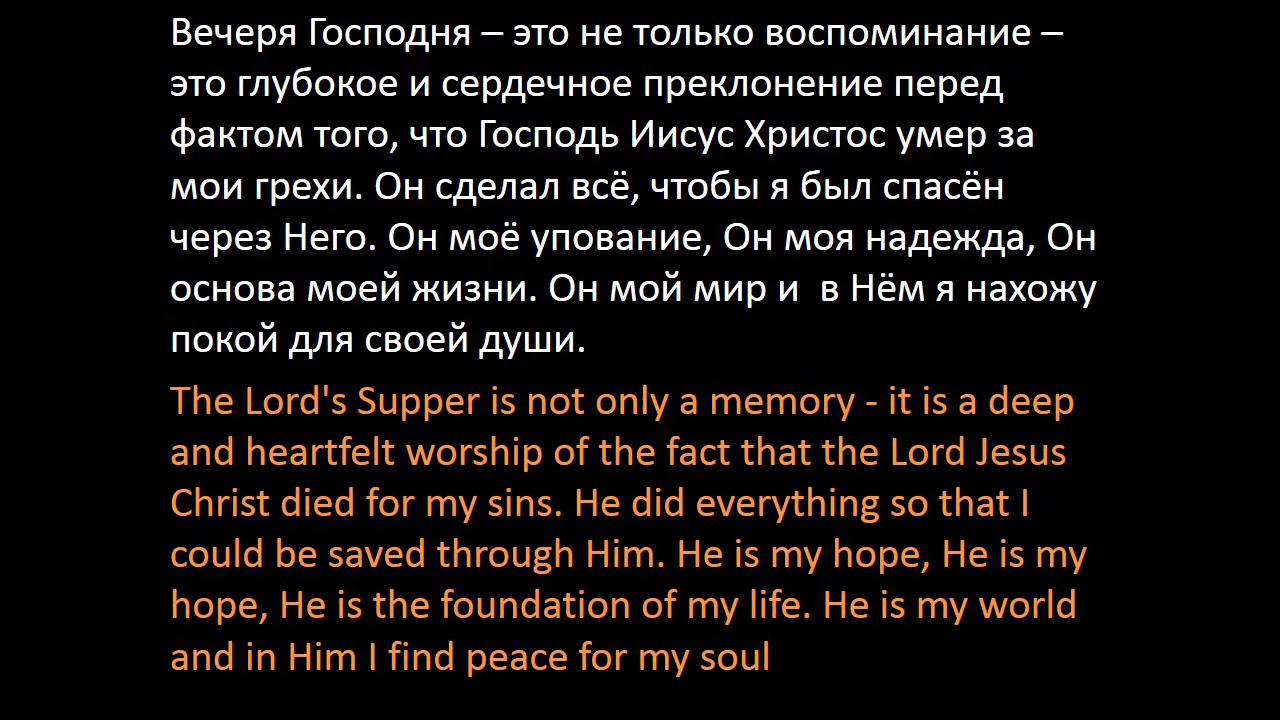 Вечеря Господня – это не только воспоминание –
это глубокое и сердечное преклонение перед
фактом того, что Господь Иисус Христос умер за
мои грехи. Он сделал всё, чтобы я был спасён
через Него. Он моё упование, Он моя надежда, Он
основа моей жизни. Он мой мир и  в Нём я нахожу
покой для своей души.
The Lord's Supper is not only a memory - it is a deep
and heartfelt worship of the fact that the Lord Jesus
Christ died for my sins. He did everything so that I
could be saved through Him. He is my hope, He is my
hope, He is the foundation of my life. He is my world
and in Him I find peace for my soul